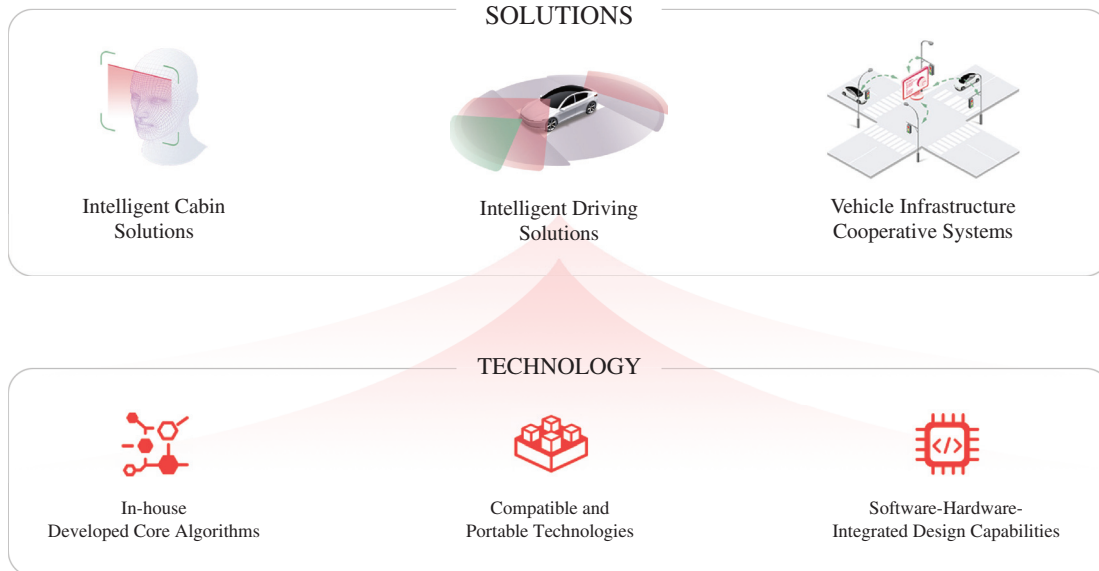 SOLUTIONS
Intelligent Cabin
Solutions
Intelligent Driving
Solutions
Vehicle Infrastructure
Cooperative Systems
TECHNOLOGY
</>
In-house
Developed Core Algorithms
Compatible and
Portable Technologies
Software-Hardware-
Integrated Design Capabilities